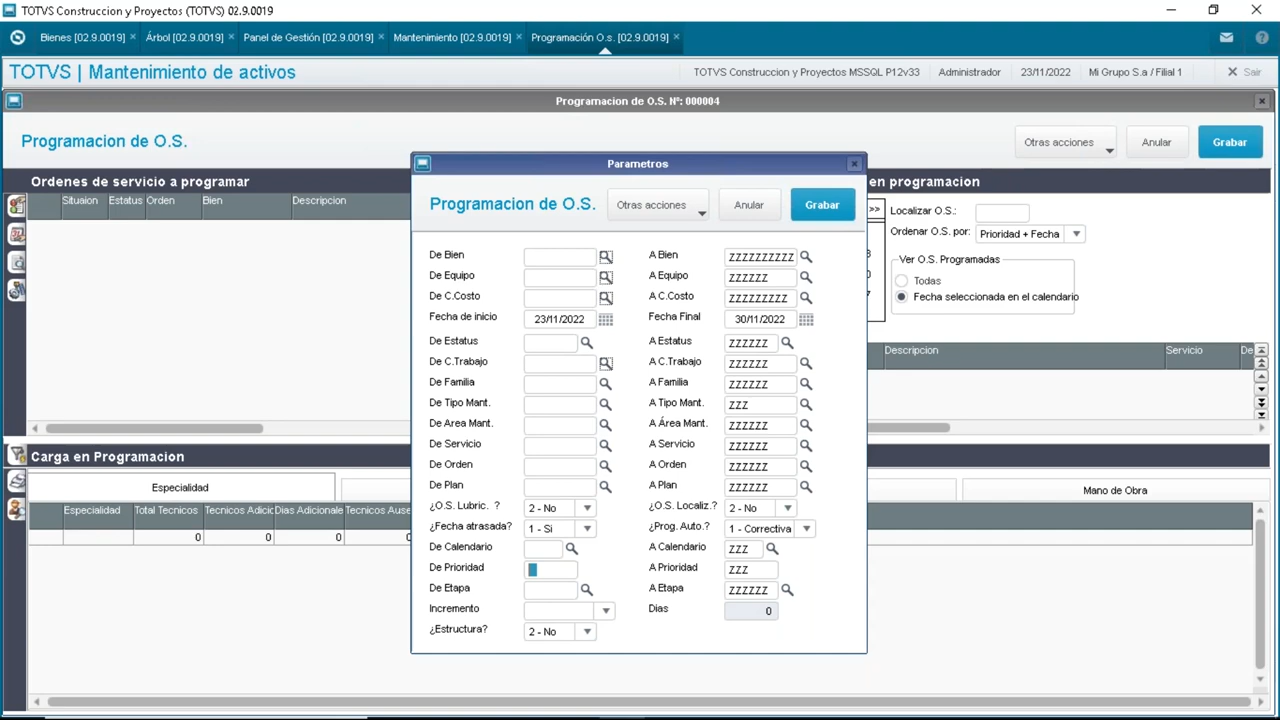 TOTVS Construccion y Proyectos (TOTVS) 02.9.0019
Bienes [02.9.0019] Árbol [02.9.0019] Panel de Gestión [02.9.0019] Mantenimiento [02.9.0019] Programación O.s. [02.9.0019]
TOTVS | Mantenimiento de activos
TOTVS Construccion y Proyectos MSSQL P12v33 Administrador 23/11/2022 Mi Grupo S.a / Filial 1 Sair
Programacion de O.S. Nº: 000004
Programacion de O.S.
Otras acciones Anular Grabar
Ordenes de servicio a programar
Situaion Estatus Orden Bien Descripcion
Parametros
Programacion de O.S. Otras acciones Anular Grabar
De Bien A Bien ZZZZZZZZZZ
De Equipo A Equipo ZZZZZZ
De C.Costo A C.Costo ZZZZZZZZZ
Fecha de inicio 23/11/2022 Fecha Final 30/11/2022
De Estatus A Estatus ZZZZZZ
De C.Trabajo A C.Trabajo ZZZZZZ
De Familia A Familia ZZZZZZ
De Tipo Mant. A Tipo Mant. ZZZ
De Area Mant. A Área Mant. ZZZZZZ
De Servicio A Servicio ZZZZZZ
De Orden A Orden ZZZZZZ
De Plan A Plan ZZZZZZ
¿O.S. Lubric. ? 2 - No ¿O.S. Localiz.? 2 - No
¿Fecha atrasada? 1 - Si ¿Prog. Auto.? 1 - Correctiva
De Calendario A Calendario ZZZ
De Prioridad A Prioridad ZZZ
De Etapa A Etapa ZZZZZZ
Incremento Dias 0
¿Estructura? 2 - No
en programacion
>> Localizar O.S.:
Ordenar O.S. por: Prioridad + Fecha
Ver O.S. Programadas
Todas
Fecha seleccionada en el calendario
Descripcion Servicio De
Carga en Programacion
Especialidad Mano de Obra
Especialidad Total Tecnicos Tecnicos Adici Dias Adicionale Tecnicos Ause
0 0 0 0